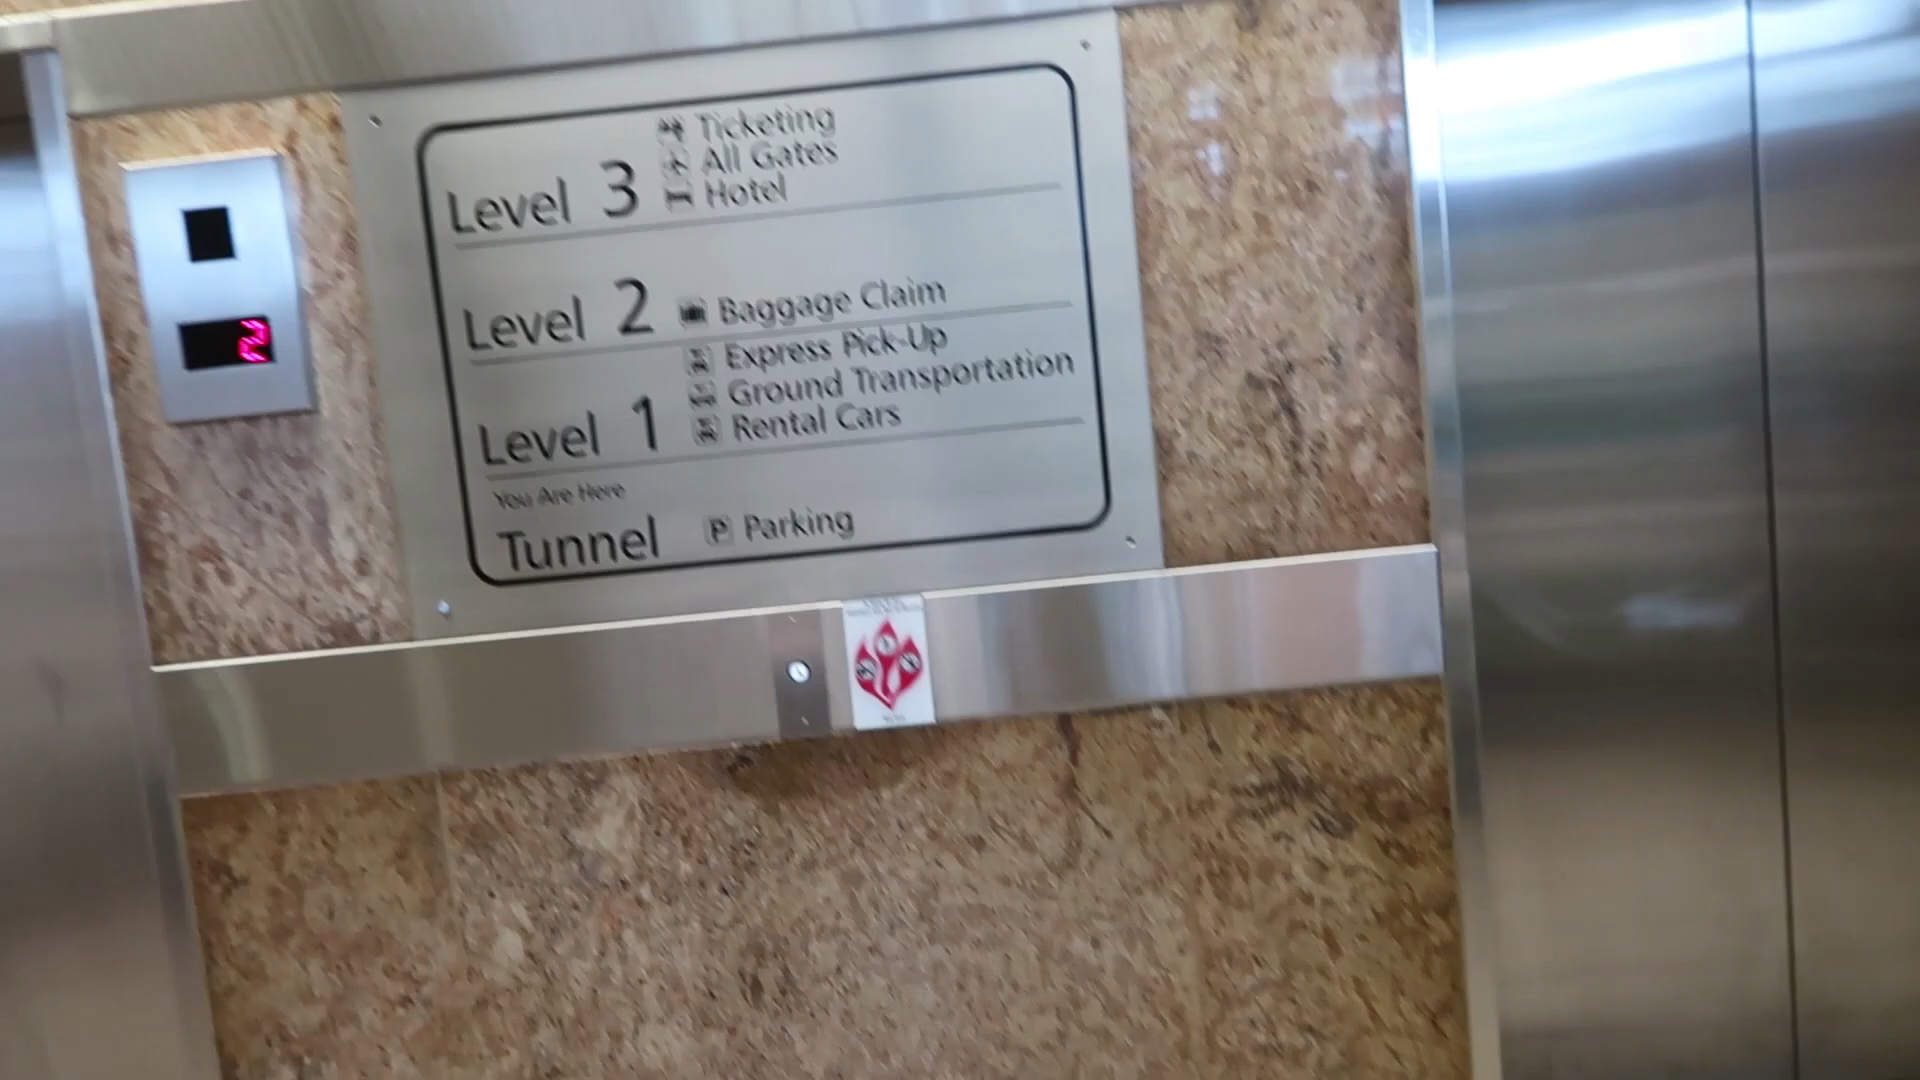 Ticketing
All Gates
Level 3 Hotel
Level 2 Baggage Claim
Express Pick-Up
Ground Transportation
Level 1 Rental Cars
You Are Here
Tunnel P Parking
2